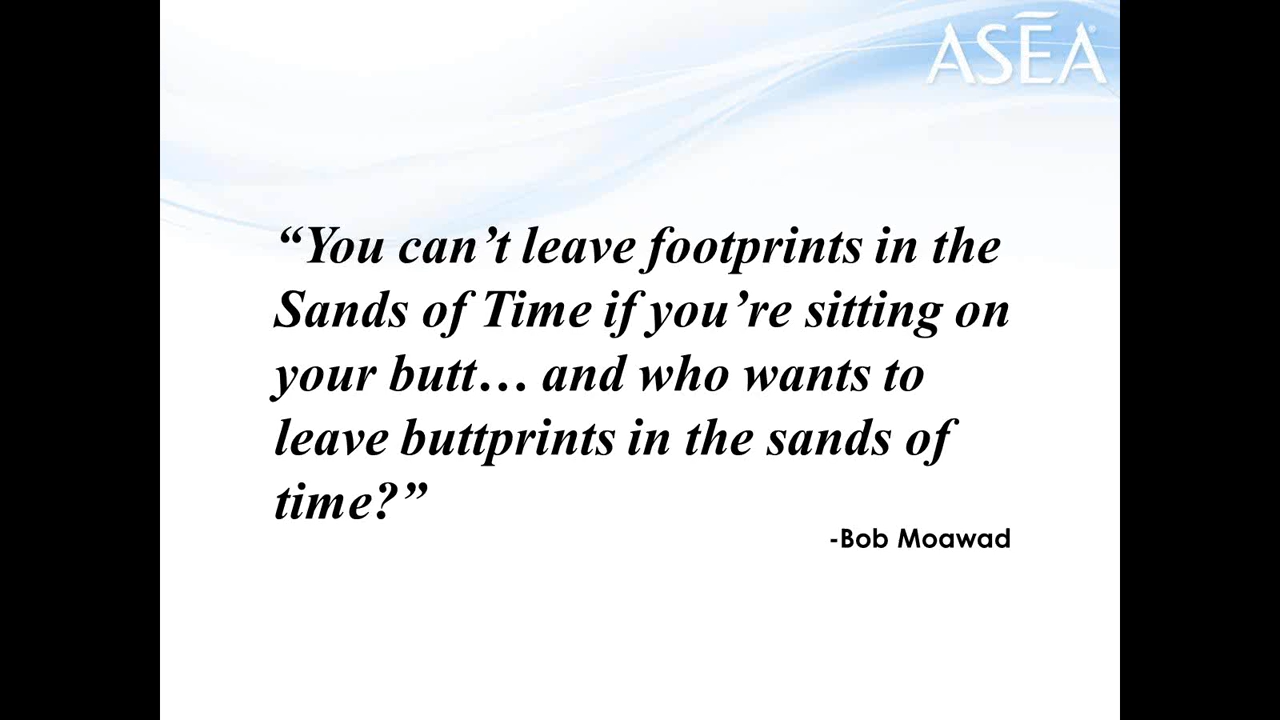 ASĒA®
“You can’t leave footprints in the
Sands of Time if you’re sitting on
your butt… and who wants to
leave buttprints in the sands of
time?”
-Bob Moawad